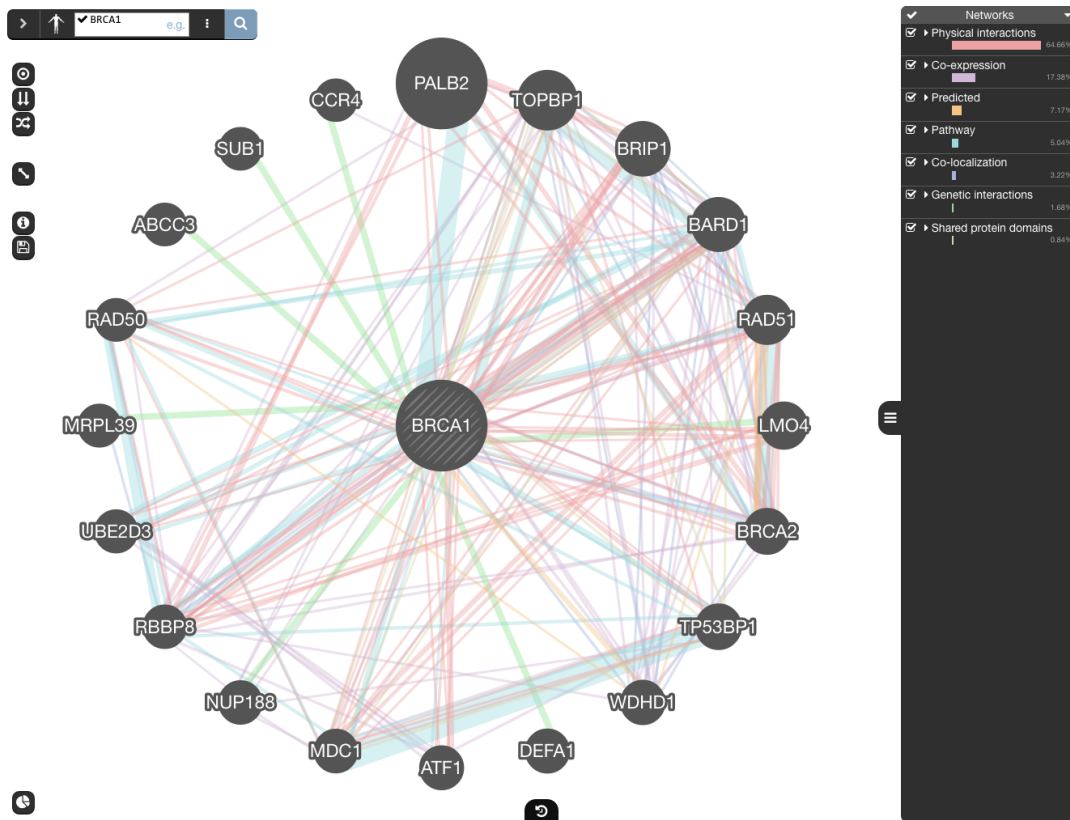 BRCA1
e.g.
PALB2
TOPBP1
CCR4
BRIP1
SUB1
BARD1
ABCC3
RAD50
RAD51
MRPL39
BRCA1
LMO4
UBE2D3
BRCA2
RBBP8
TP53BP1
NUP188
WDHD1
MDC1
DEFA1
ATF1
Networks
Physical interactions
64.66%
Co-expression
17.38%
Predicted
7.17%
Pathway
5.04%
Co-localization
3.22%
Genetic interactions
1.68%
Shared protein domains
0.84%